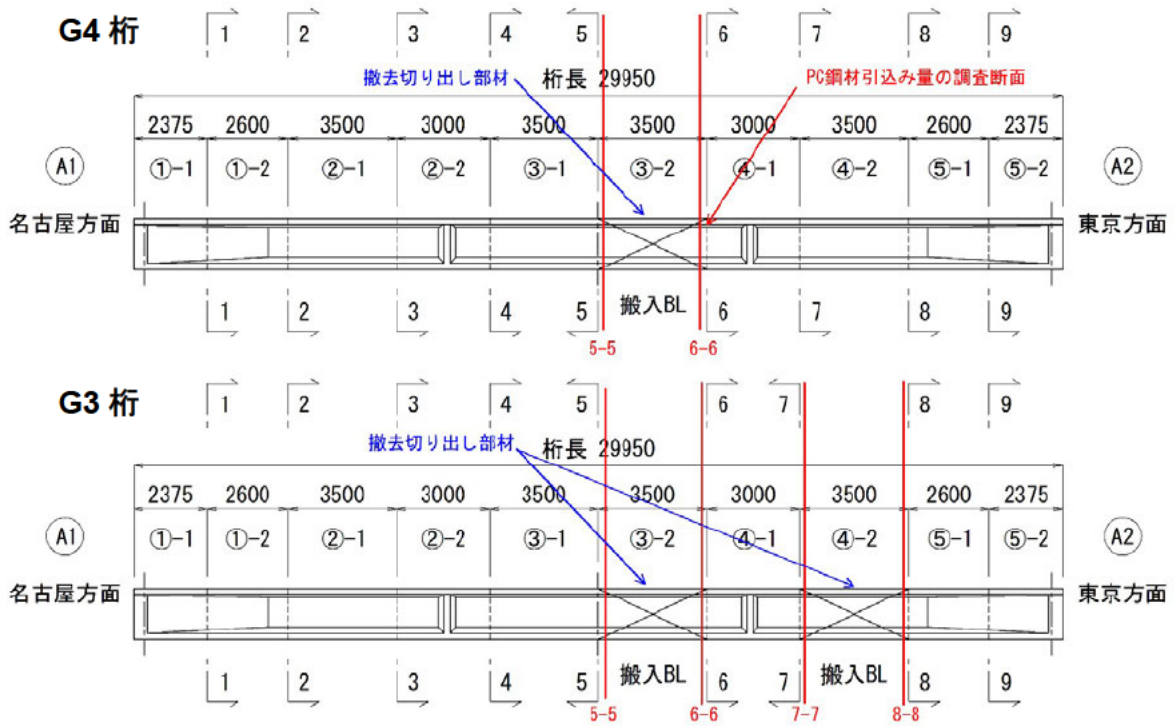 G4 桁
1 2 3 4 5 6 7 8 9
撤去切り出し部材
桁長 29950
PC鋼材引込み量の調査断面
2375 2600 3500 3000 3500 3500 3000 3500 2600 2375
A1 ①-1 ①-2 ②-1 ②-2 ③-1 ③-2 ④-1 ④-2 ⑤-1 ⑤-2 A2
名古屋方面 東京方面
1 2 3 4 5 搬入BL 6 7 8 9
5-5 6-6
G3 桁
1 2 3 4 5 6 7 8 9
撤去切り出し部材 桁長 29950
2375 2600 3500 3000 3500 3500 3000 3500 2600 2375
A1 ①-1 ①-2 ②-1 ②-2 ③-1 ③-2 ④-1 ④-2 ⑤-1 ⑤-2 A2
名古屋方面 東京方面
1 2 3 4 5 搬入BL 6 7 搬入BL 8 9
5-5 6-6 7-7 8-8